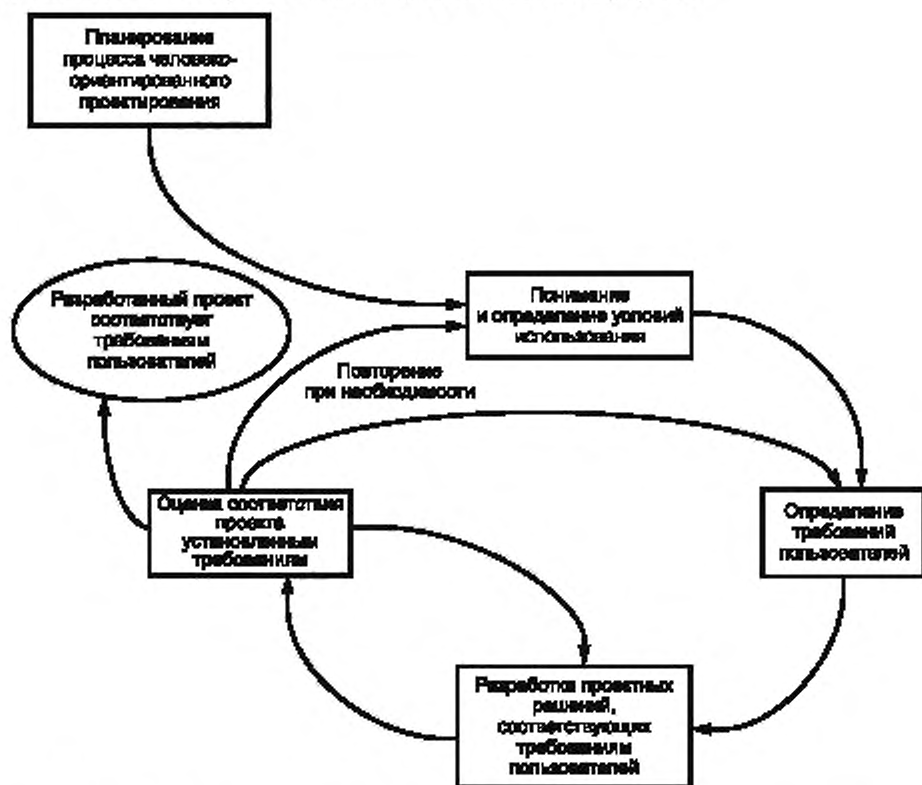 Планирование
процесса человеко-
ориентированного
проектирования
Разработанный проект
соответствует
требованиям
пользователей
Понимание
и определение условий
использования
Повторение
при необходимости
Оценка соответствия
проекта
установленным
требованиям
Определение
требований
пользователей
Разработка проектных
решений,
соответствующих
требованиям
пользователей